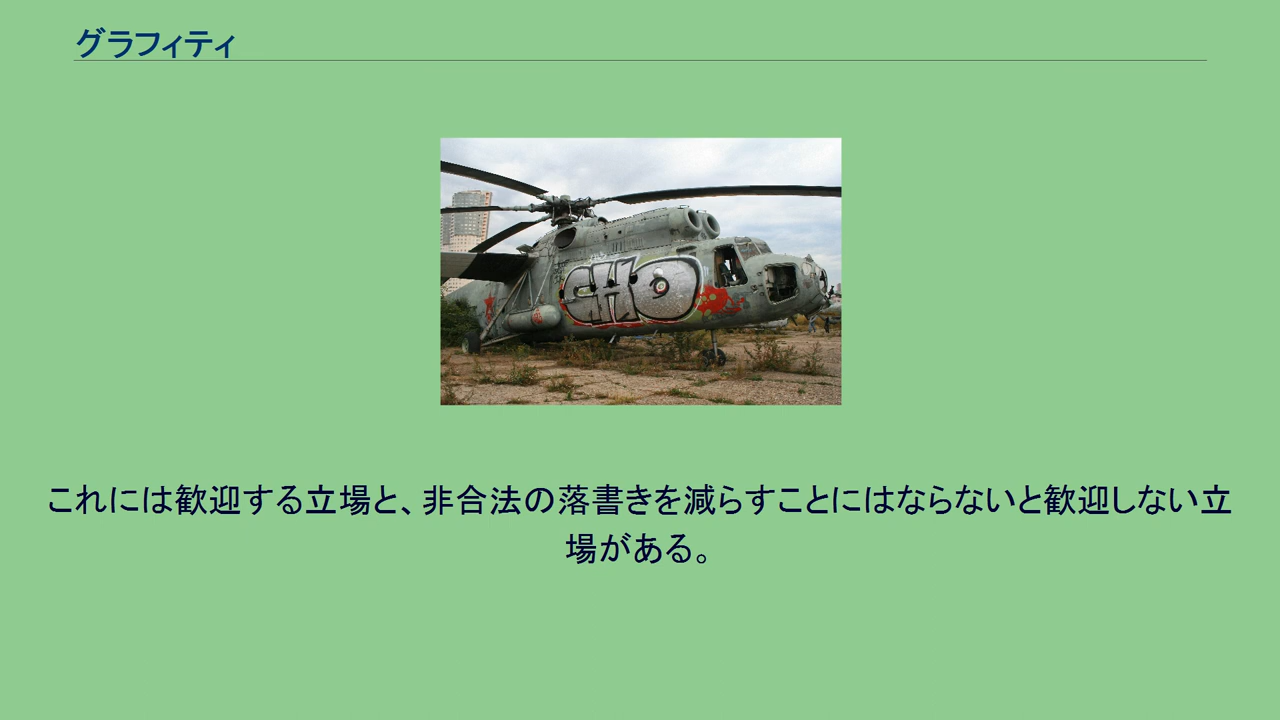 グラフィティ
これには歓迎する立場と、非合法の落書きを減らすことにはならないと歓迎しない立
場がある。